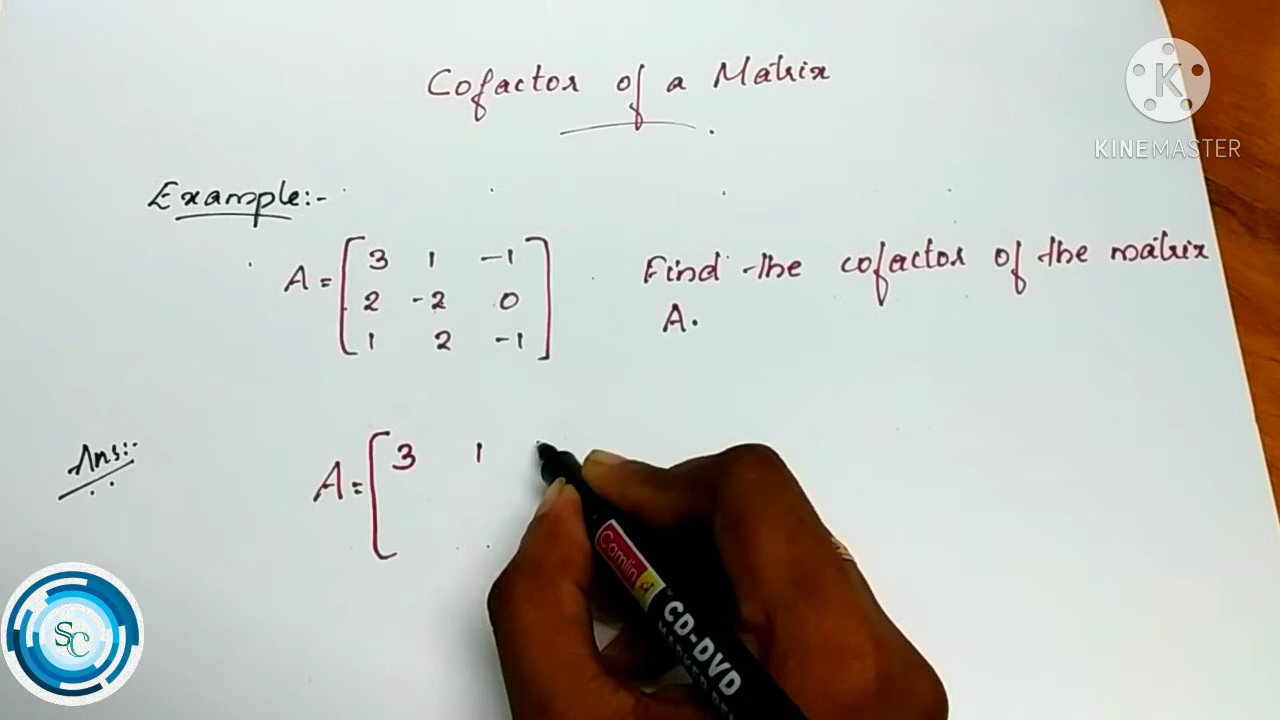 Cofactor of a Matrix
KINEMASTER
Example:-
A = [ 3 1 -1
2 -2 0
1 2 -1 ]
Find the cofactor of the matrix
A.
Ans:-
A = [ 3 1
SC
Camlin
CD-DVD